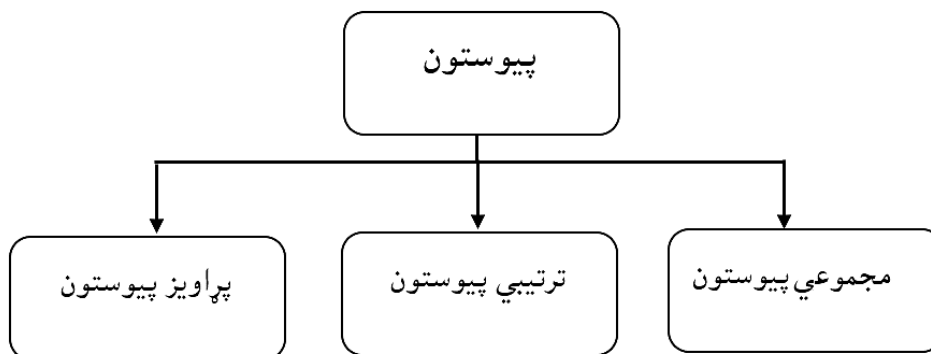 پیوستون
مجموعي پیوستون
ترتیبي پیوستون
پړاویز پیوستون